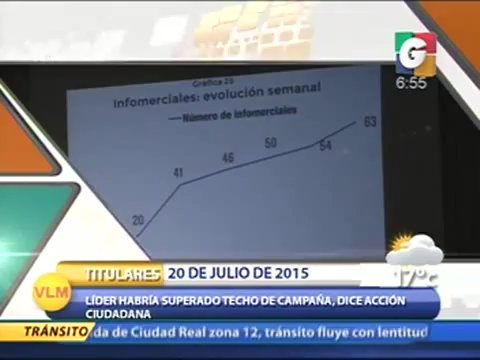 G
6:55
Gráfica 25
Infomerciales: evolución semanal
Número de infomerciales
63
54
50
46
41
20
17°C
TITULARES 20 DE JULIO DE 2015
VLM
LÍDER HABRÍA SUPERADO TECHO DE CAMPAÑA, DICE ACCIÓN
CIUDADANA
TRÁNSITO da de Ciudad Real zona 12, tránsito fluye con lentitud